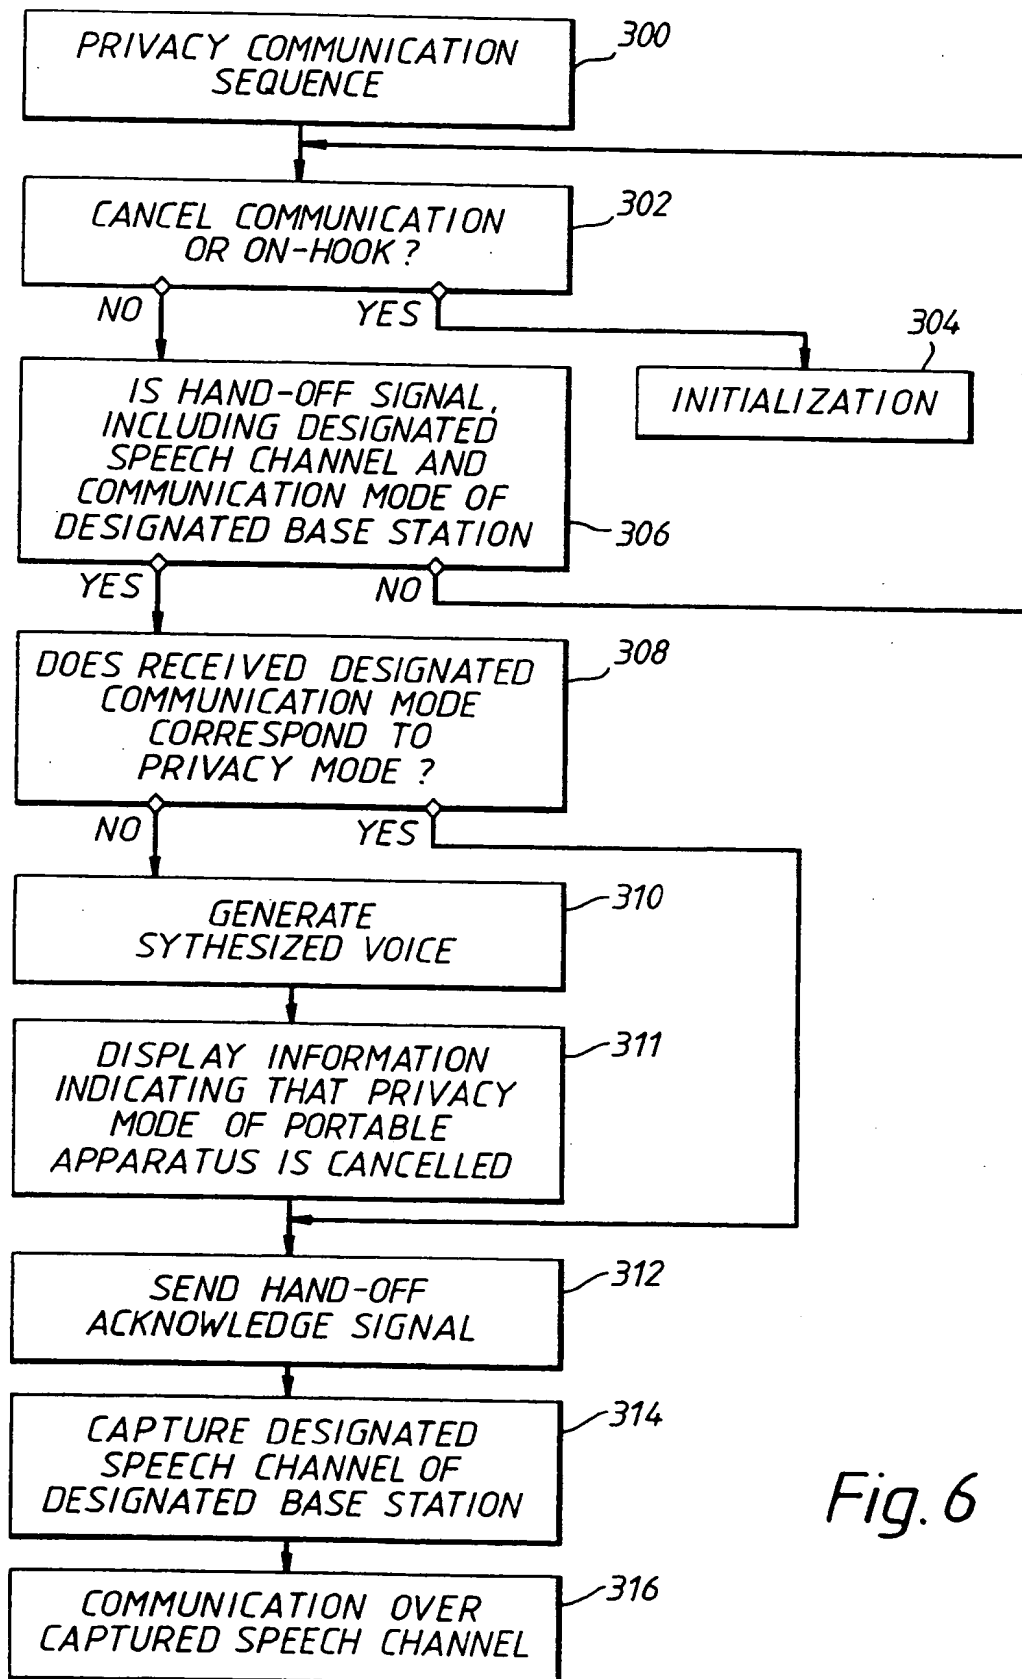 PRIVACY COMMUNICATION
SEQUENCE
300
CANCEL COMMUNICATION
OR ON-HOOK?
302
NO
YES
304
INITIALIZATION
IS HAND-OFF SIGNAL,
INCLUDING DESIGNATED
SPEECH CHANNEL AND
COMMUNICATION MODE OF
DESIGNATED BASE STATION
306
YES
NO
DOES RECEIVED DESIGNATED
COMMUNICATION MODE
CORRESPOND TO
PRIVACY MODE?
308
NO
YES
GENERATE
SYTHESIZED VOICE
310
DISPLAY INFORMATION
INDICATING THAT PRIVACY
MODE OF PORTABLE
APPARATUS IS CANCELLED
311
SEND HAND-OFF
ACKNOWLEDGE SIGNAL
312
CAPTURE DESIGNATED
SPEECH CHANNEL OF
DESIGNATED BASE STATION
314
Fig. 6
COMMUNICATION OVER
CAPTURED SPEECH CHANNEL
316